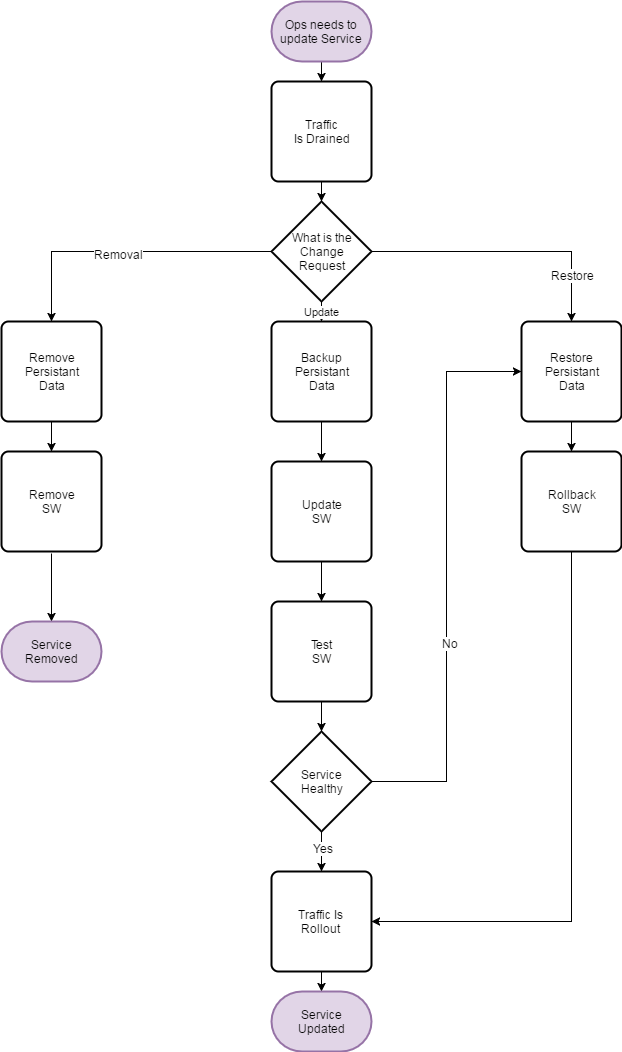 Ops needs to
update Service
Traffic
Is Drained
What is the
Change
Request
Removal
Update
Restore
Remove
Persistant
Data
Backup
Persistant
Data
Restore
Persistant
Data
Remove
SW
Update
SW
Rollback
SW
Service
Removed
Test
SW
No
Service
Healthy
Yes
Traffic Is
Rollout
Service
Updated